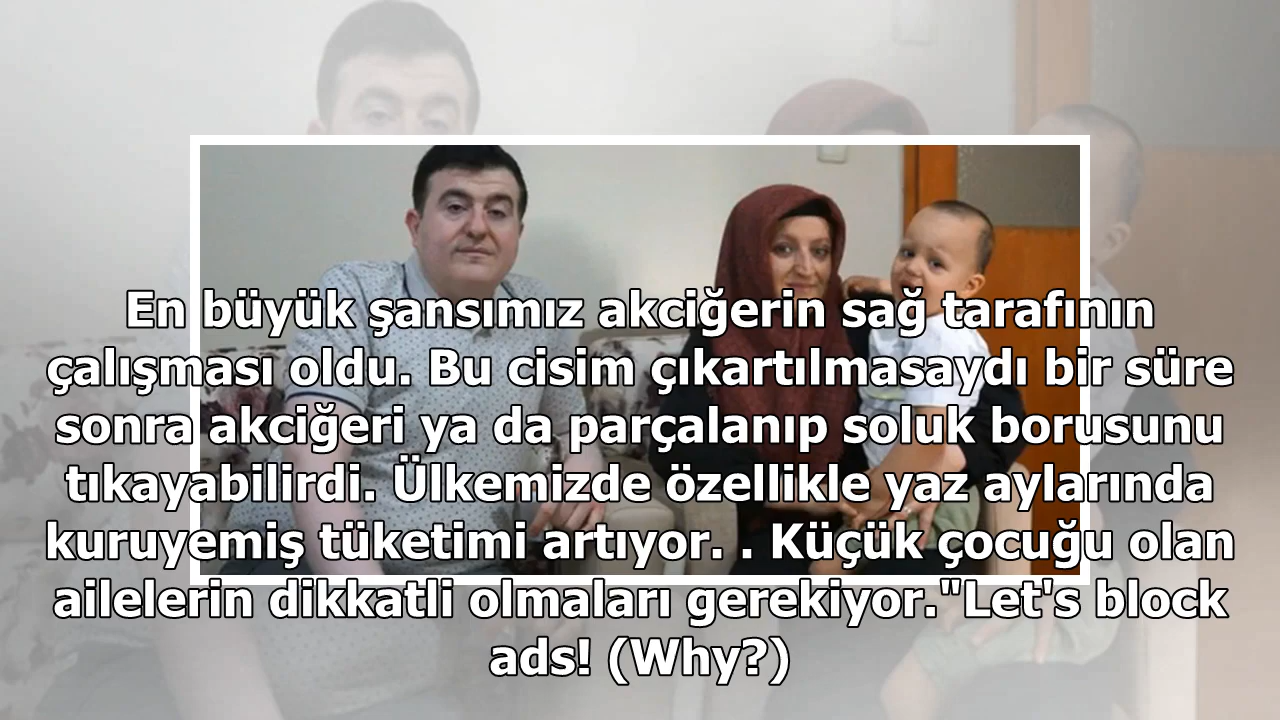 En büyük şansımız akciğerin sağ tarafının
çalışması oldu. Bu cisim çıkartılmasaydı bir süre
sonra akciğeri ya da parçalanıp soluk borusunu
tıkayabilirdi. Ülkemizde özellikle yaz aylarında
kuruyemiş tüketimi artıyor. . Küçük çocuğu olan
ailelerin dikkatli olmaları gerekiyor."Let's block
ads! (Why?)